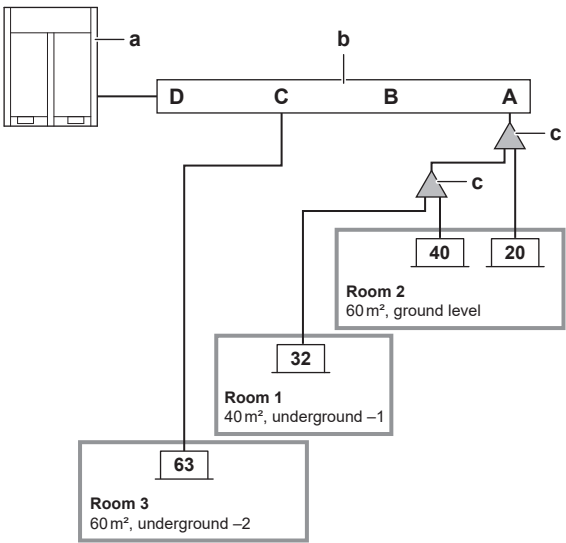 a
b
D C B A
c
c
40 20
Room 2
60 m², ground level
32
Room 1
40 m², underground –1
63
Room 3
60 m², underground –2